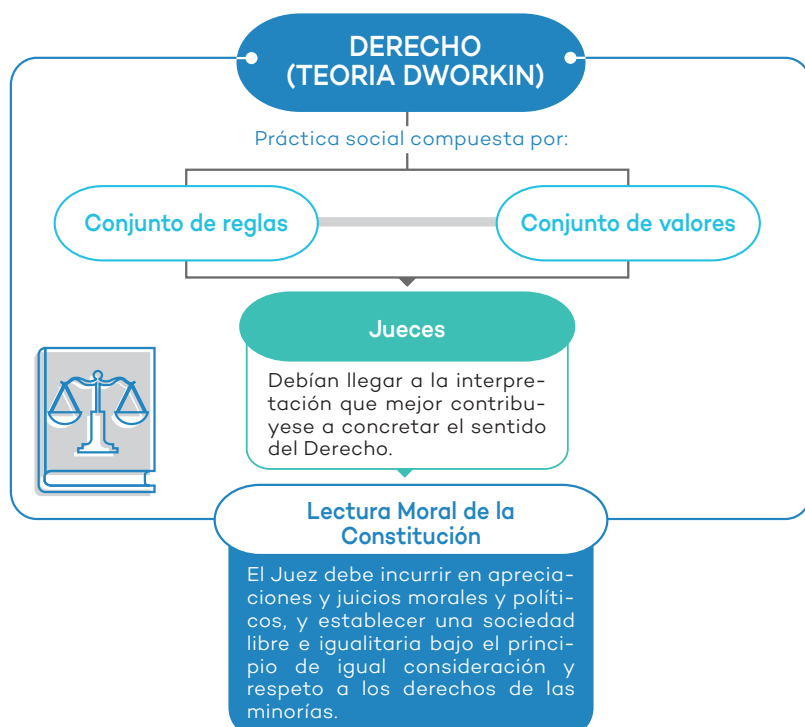 DERECHO
(TEORIA DWORKIN)
Práctica social compuesta por:
Conjunto de reglas
Conjunto de valores
Jueces
Debían llegar a la interpre-
tación que mejor contribu-
yese a concretar el sentido
del Derecho.
Lectura Moral de la
Constitución
El Juez debe incurrir en aprecia-
ciones y juicios morales y políti-
cos, y establecer una sociedad
libre e igualitaria bajo el princi-
pio de igual consideración y
respeto a los derechos de las
minorías.